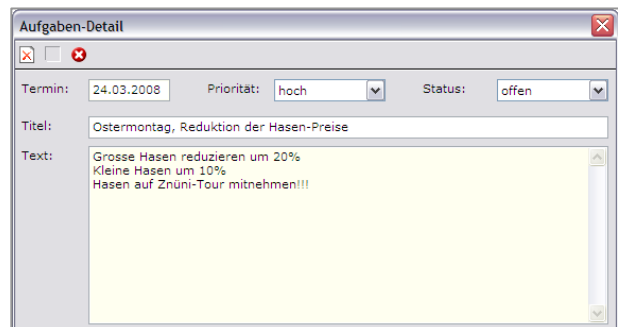 Aufgaben-Detail
Termin: 24.03.2008 Priorität: hoch Status: offen
Titel: Ostermontag, Reduktion der Hasen-Preise
Text: Grosse Hasen reduzieren um 20%
Kleine Hasen um 10%
Hasen auf Znüni-Tour mitnehmen!!!